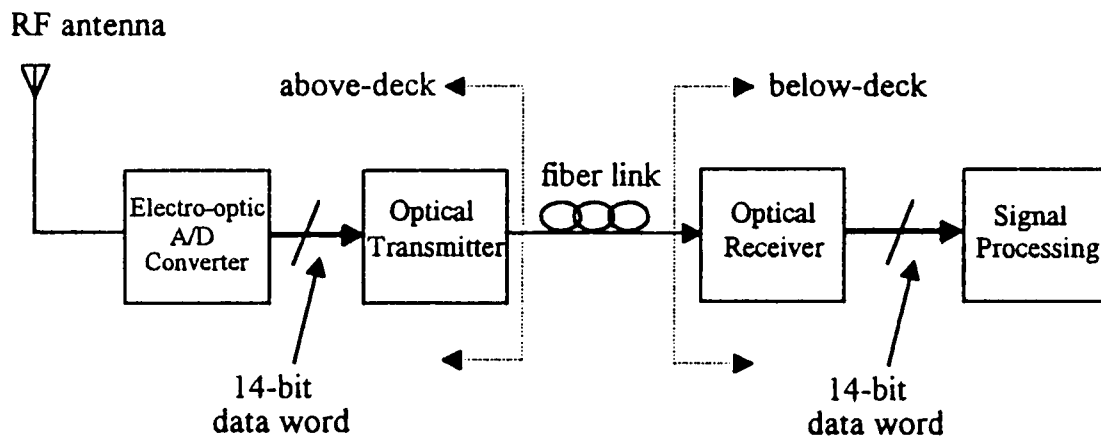 RF antenna
above-deck
below-deck
fiber link
Electro-optic
A/D
Converter
Optical
Transmitter
Optical
Receiver
Signal
Processing
14-bit
data word
14-bit
data word